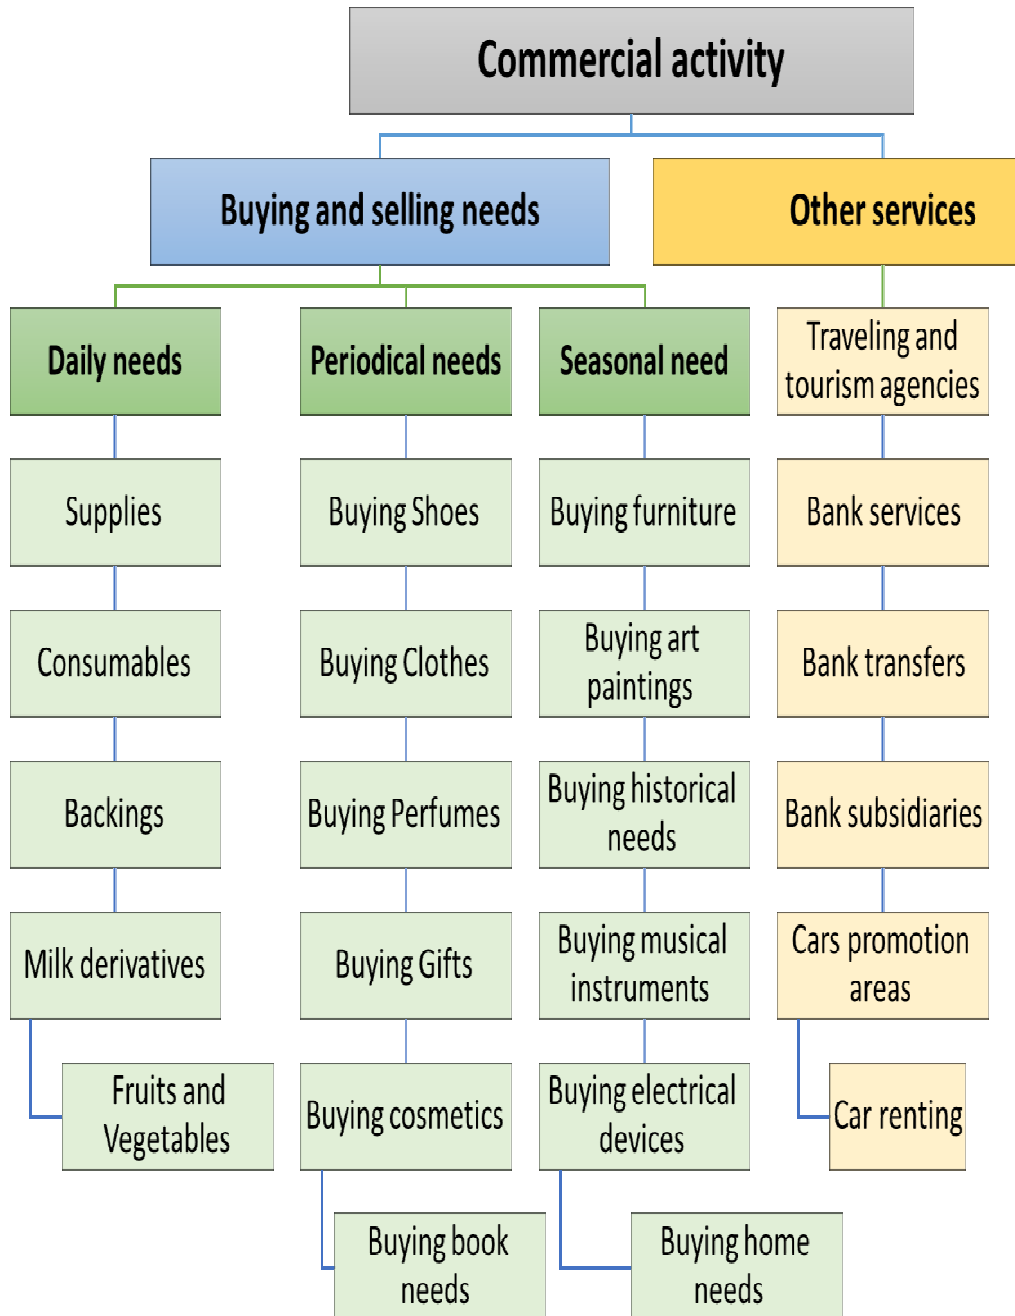 Commercial activity
Buying and selling needs
Other services
Daily needs
Periodical needs
Seasonal need
Traveling and
tourism agencies
Supplies
Buying Shoes
Buying furniture
Bank services
Consumables
Buying Clothes
Buying art
paintings
Bank transfers
Backings
Buying Perfumes
Buying historical
needs
Bank subsidiaries
Milk derivatives
Buying Gifts
Buying musical
instruments
Cars promotion
areas
Fruits and
Vegetables
Buying cosmetics
Buying electrical
devices
Car renting
Buying book
needs
Buying home
needs